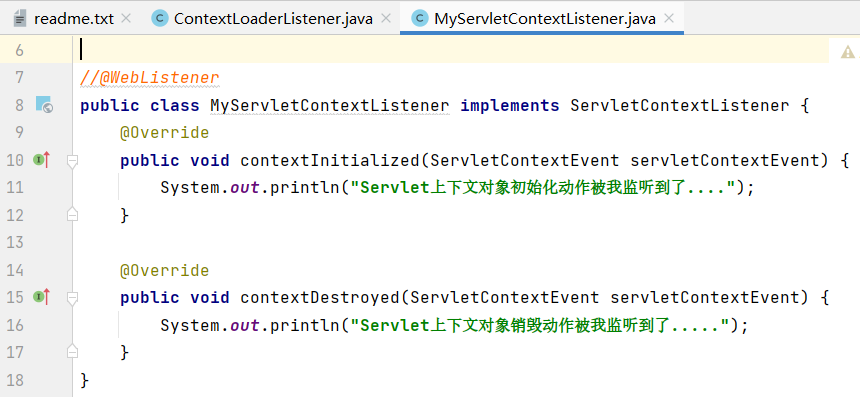 readme.txt ContextLoaderListener.java MyServletContextListener.java
6
7 //@WebListener
8 public class MyServletContextListener implements ServletContextListener {
9 @Override
10 public void contextInitialized(ServletContextEvent servletContextEvent) {
11 System.out.println("Servlet上下文对象初始化动作被我监听到了....");
12 }
13
14 @Override
15 public void contextDestroyed(ServletContextEvent servletContextEvent) {
16 System.out.println("Servlet上下文对象销毁动作被我监听到了.....");
17 }
18 }